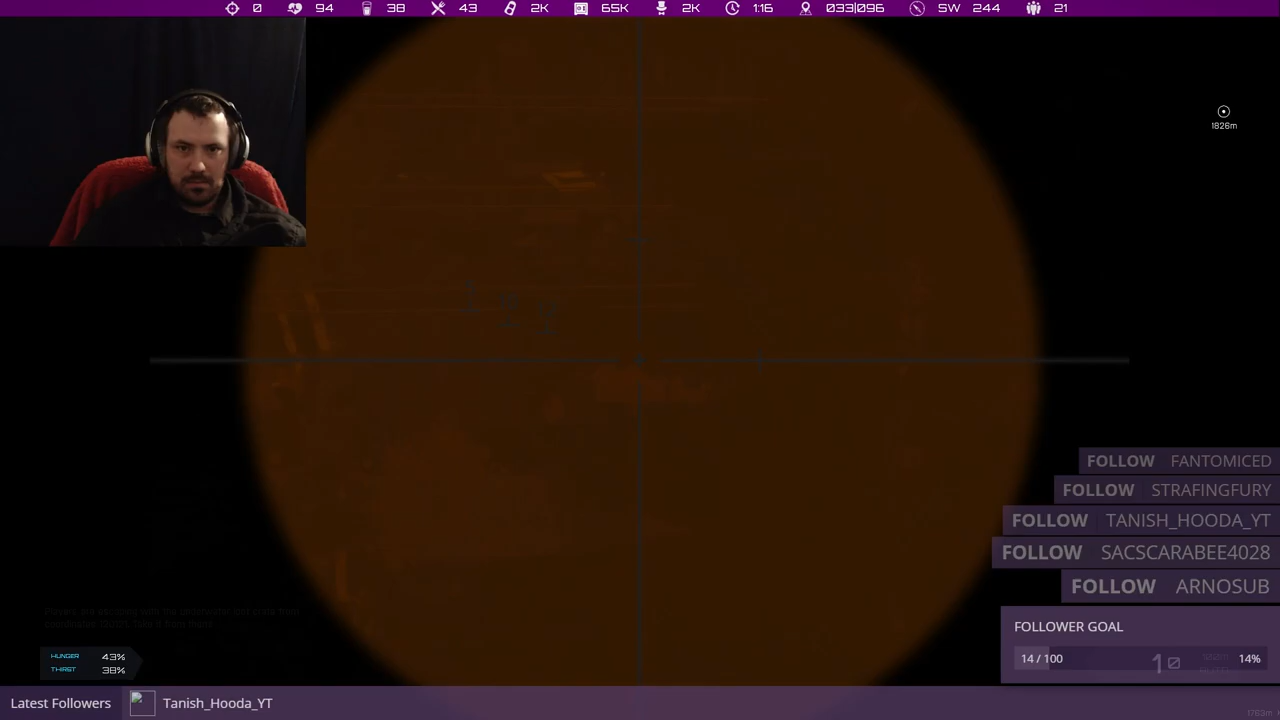 0 94 38 43 2K 65K 2K 1:16 033|096 SW 244 21
1826m
FOLLOW FANTOMICED
FOLLOW STRAFINGFURY
FOLLOW TANISH_HOODA_YT
FOLLOW SACSCARABEE4028
FOLLOW ARNOSUB
FOLLOWER GOAL
14 / 100 14%
HUNGER 43%
THIRST 38%
Latest Followers Tanish_Hooda_YT